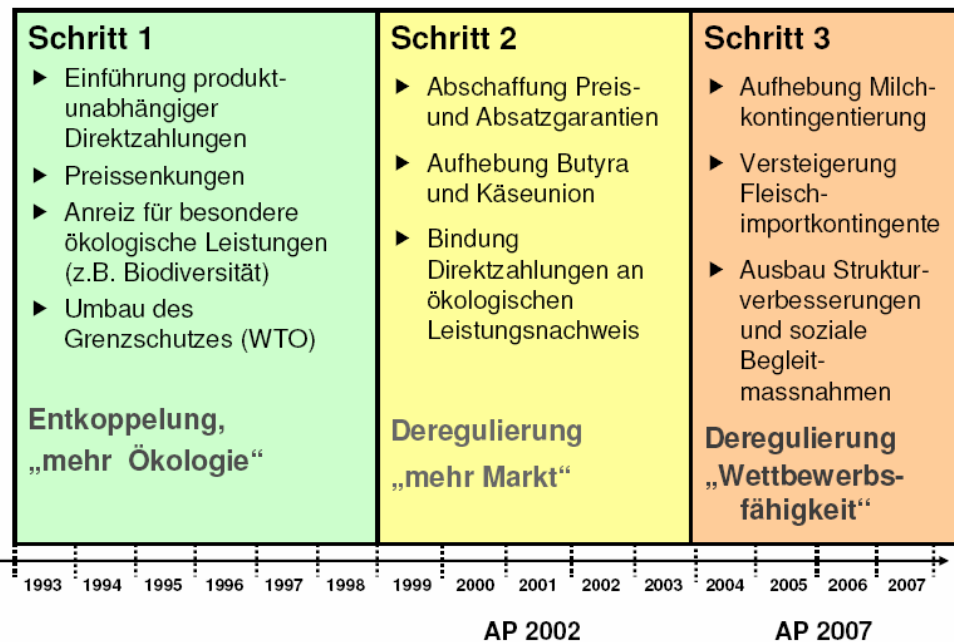 Schritt 1
► Einführung produkt-
unabhängiger
Direktzahlungen
► Preissenkungen
► Anreiz für besondere
ökologische Leistungen
(z.B. Biodiversität)
► Umbau des
Grenzschutzes (WTO)
Entkoppelung,
„mehr Ökologie“
Schritt 2
► Abschaffung Preis-
und Absatzgarantien
► Aufhebung Butyra
und Käseunion
► Bindung
Direktzahlungen an
ökologischen
Leistungsnachweis
Deregulierung
„mehr Markt“
Schritt 3
► Aufhebung Milch-
kontingentierung
► Versteigerung
Fleisch-
importkontingente
► Ausbau Struktur-
verbesserungen
und soziale
Begleit-
massnahmen
Deregulierung
„Wettbewerbs-
fähigkeit“
1993 1994 1995 1996 1997 1998 1999 2000 2001 2002 2003 2004 2005 2006 2007
AP 2002 AP 2007